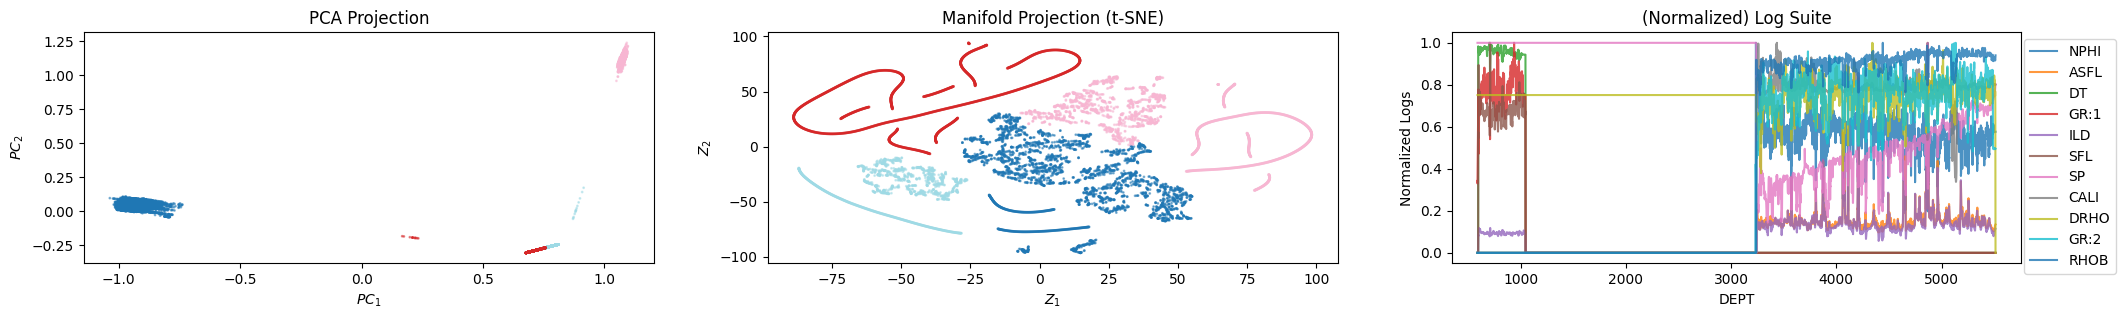 PCA Projection
1.25
1.00
0.75
0.50
0.25
0.00
−0.25
PC2
−1.0
−0.5
0.0
0.5
1.0
PC1
Manifold Projection (t-SNE)
100
50
0
−50
−100
Z2
−75
−50
−25
0
25
50
75
100
Z1
(Normalized) Log Suite
1.0
0.8
0.6
0.4
0.2
0.0
Normalized Logs
1000
2000
3000
4000
5000
DEPT
NPHI
ASFL
DT
GR:1
ILD
SFL
SP
CALI
DRHO
GR:2
RHOB